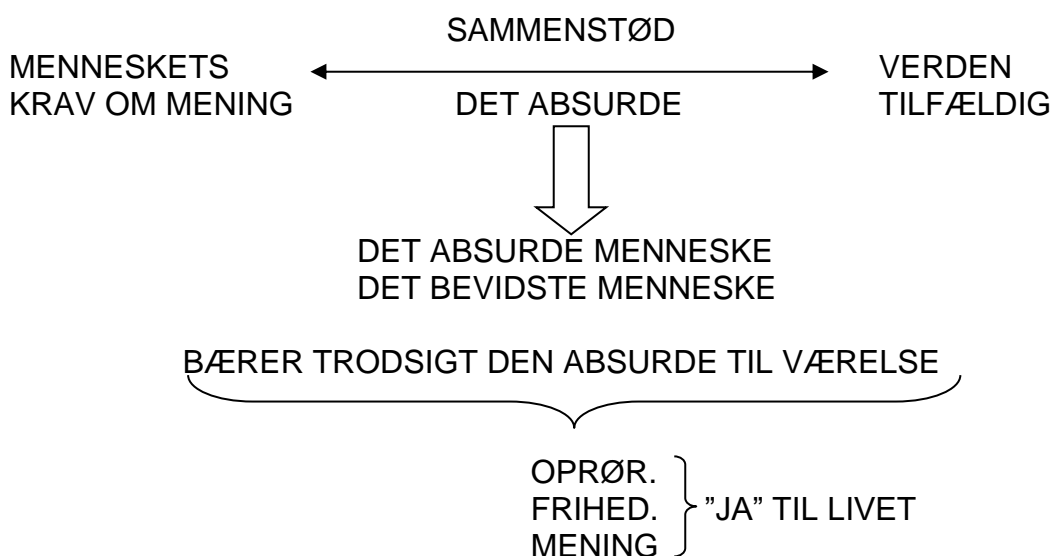 SAMMENSTØD
MENNESKETS
KRAV OM MENING
DET ABSURDE
VERDEN
TILFÆLDIG
DET ABSURDE MENNESKE
DET BEVIDSTE MENNESKE
BÆRER TRODSIGT DEN ABSURDE TIL VÆRELSE
OPRØR.
FRIHED.
MENING
”JA” TIL LIVET